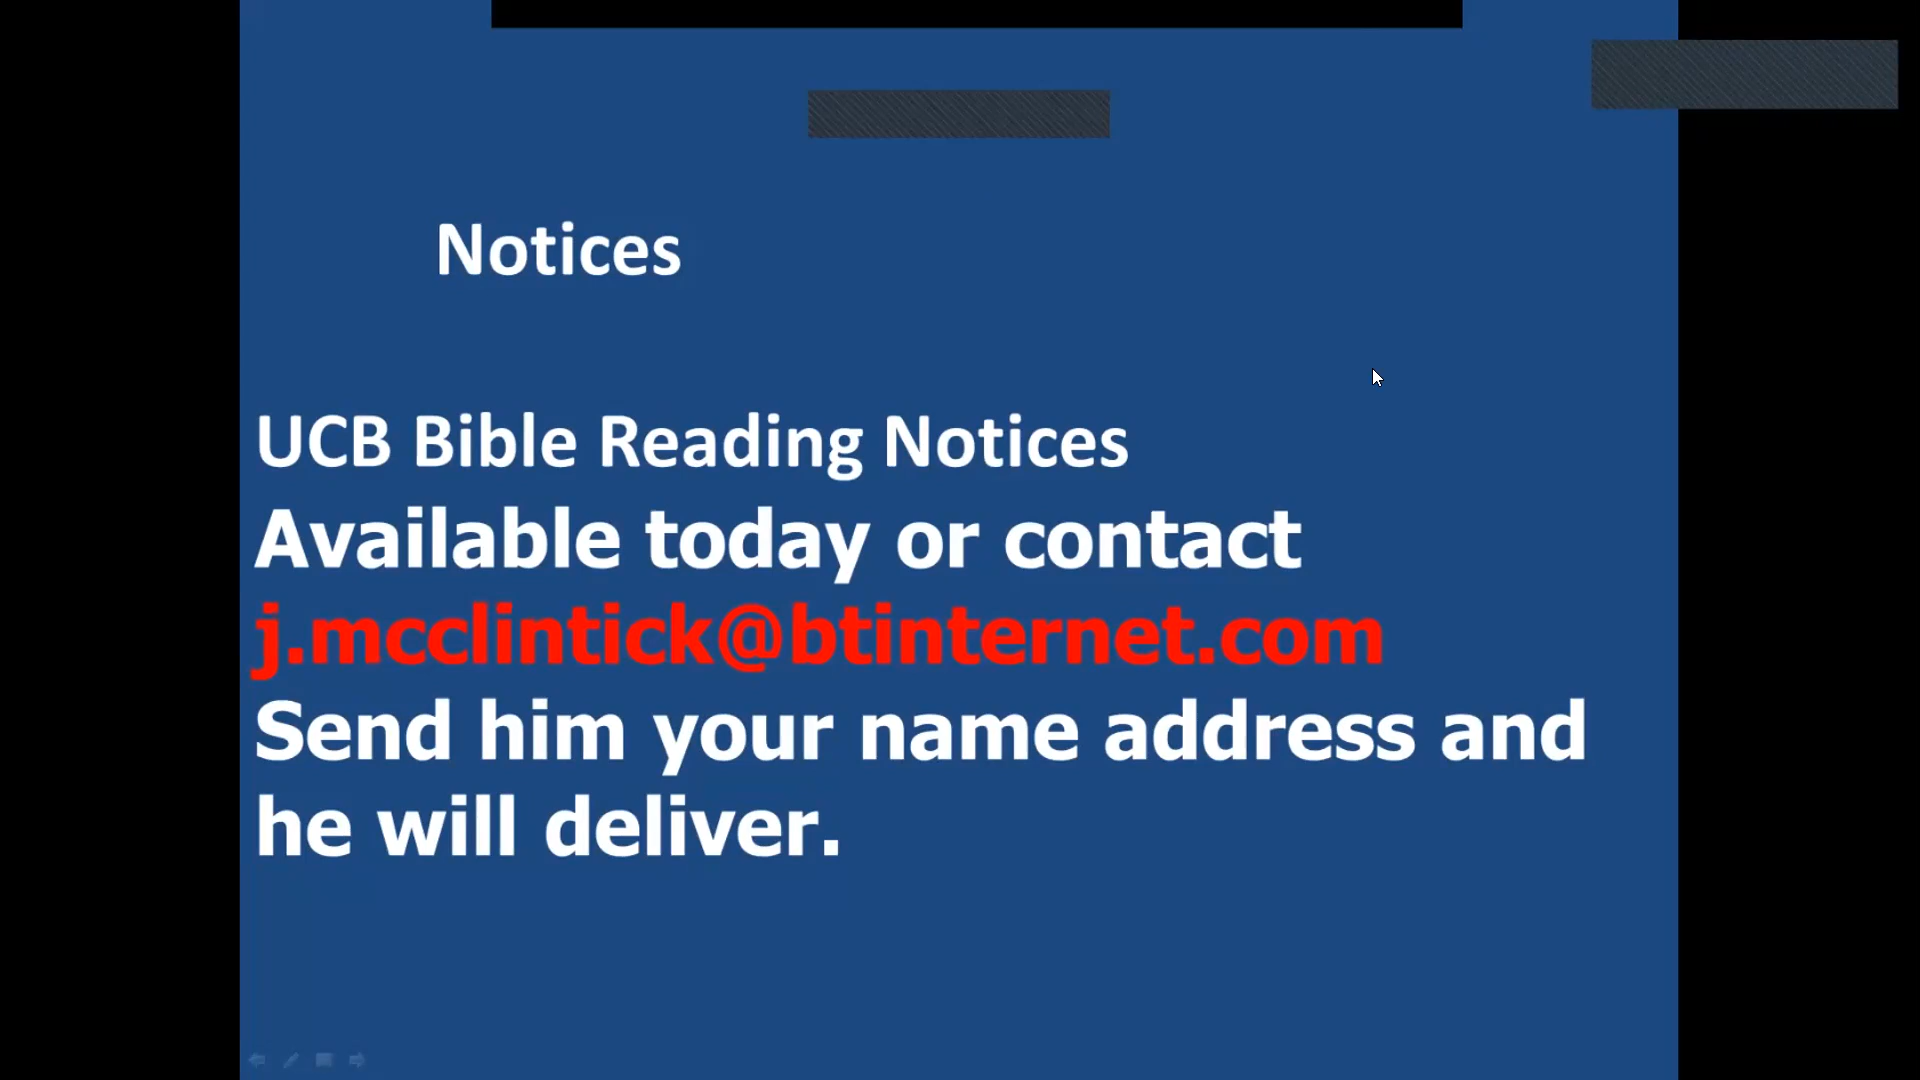 Notices
UCB Bible Reading Notices
Available today or contact
j.mcclintick@btinternet.com
Send him your name address and
he will deliver.